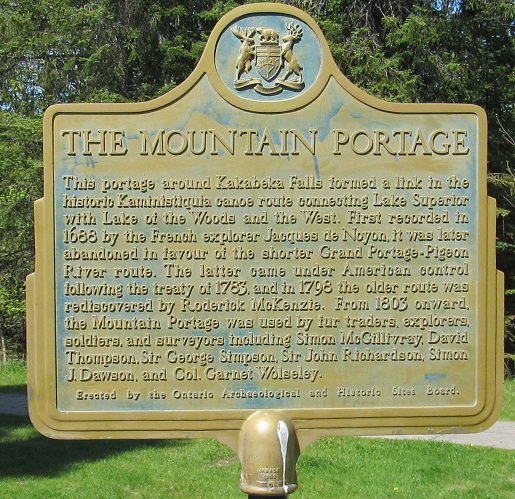 THE MOUNTAIN PORTAGE
This portage around Kakabeka Falls formed a link in the
historic Kaministiquia canoe route connecting Lake Superior
with Lake of the Woods and the West. First recorded in
1688 by the French explorer Jacques de Noyon, it was later
abandoned in favour of the shorter Grand Portage-Pigeon
River route. The latter came under American control
following the treaty of 1783, and in 1798 the older route was
rediscovered by Roderick McKenzie. From 1803 onward,
the Mountain Portage was used by fur traders, explorers,
soldiers, and surveyors including Simon McGillivray, David
Thompson, Sir George Simpson, Sir John Richardson, Simon
J. Dawson, and Col. Garnet Wolseley.
Erected by the Ontario Archaeological and Historic Sites Board.